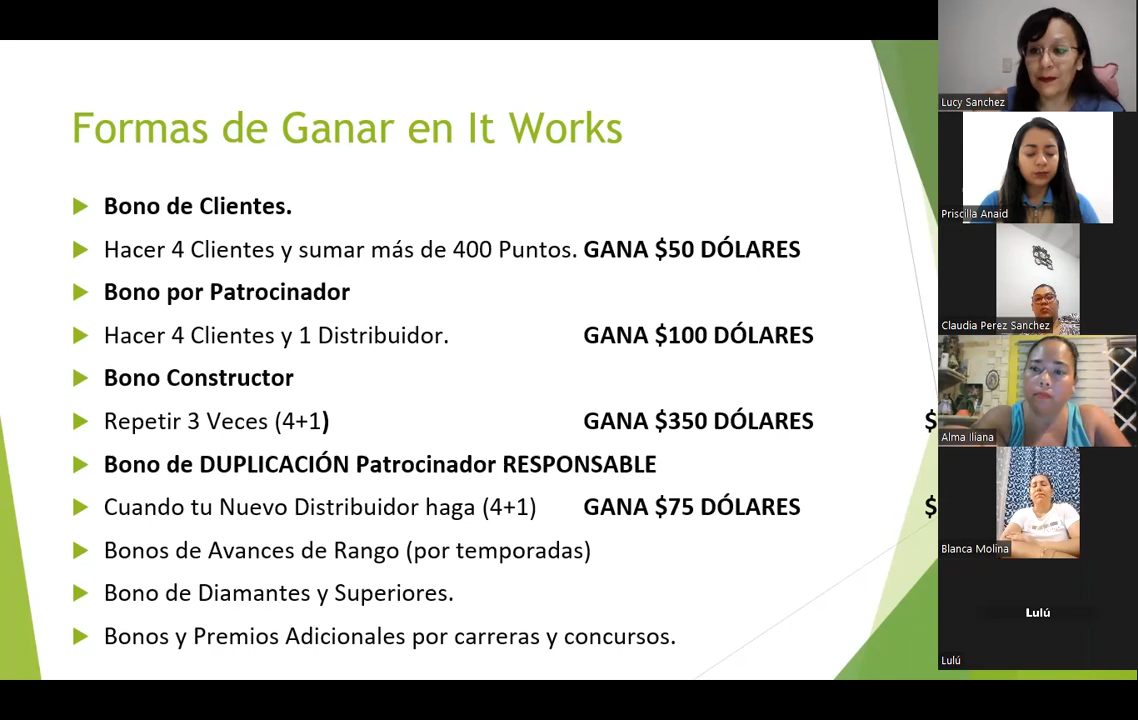 Formas de Ganar en It Works
Bono de Clientes.
Hacer 4 Clientes y sumar más de 400 Puntos. GANA $50 DÓLARES
Bono por Patrocinador
Hacer 4 Clientes y 1 Distribuidor. GANA $100 DÓLARES
Bono Constructor
Repetir 3 Veces (4+1) GANA $350 DÓLARES $
Bono de DUPLICACIÓN Patrocinador RESPONSABLE
Cuando tu Nuevo Distribuidor haga (4+1) GANA $75 DÓLARES $
Bonos de Avances de Rango (por temporadas)
Bono de Diamantes y Superiores.
Bonos y Premios Adicionales por carreras y concursos.
Lucy Sanchez
Priscilla Anaid
Claudia Perez Sanchez
Alma Iliana
Blanca Molina
Lulú
Lulú